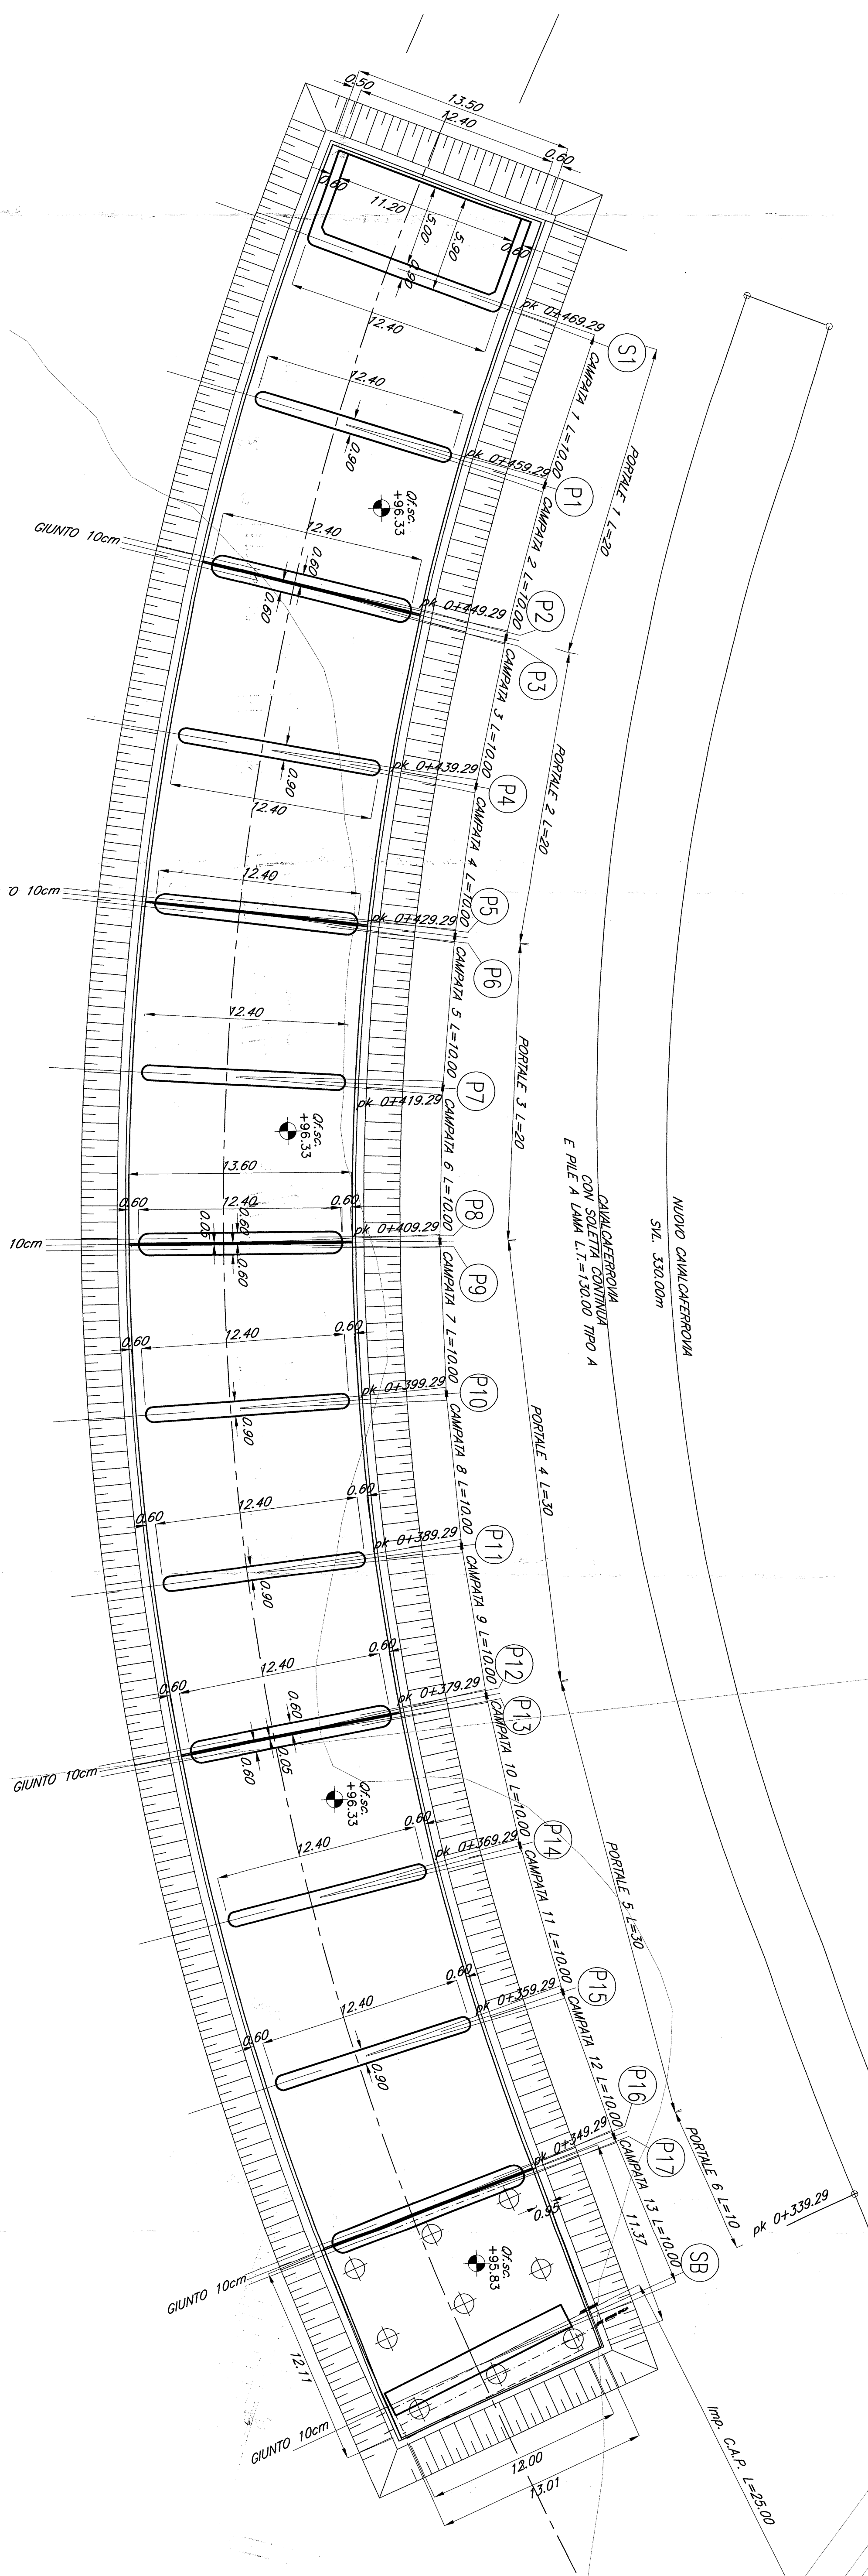 13.50
0.50
12.40
0.60
0.60
11.20
5.00
5.90
0.60
0.90
12.40
pk 0+469.29
S1
CAMPATA 1 L=10.00
PORTALE 1 L=20
12.40
0.90
pk 0+459.29
P1
Qf.sc.
+96.33
CAMPATA 2 L=10.00
GIUNTO 10cm
12.40
0.60
0.60
pk 0+449.29
P2
P3
CAMPATA 3 L=10.00
PORTALE 2 L=20
0.90
12.40
pk 0+439.29
P4
CAMPATA 4 L=10.00
TO 10cm
12.40
pk 0+429.29
P5
P6
CAMPATA 5 L=10.00
12.40
PORTALE 3 L=20
pk 0+419.29
P7
Qf.sc.
+96.33
CAMPATA 6 L=10.00
CAVALCAFERROVIA
CON SOLETTA CONTINUA
E PILE A LAMA L.T.=130.00 TIPO A
NUOVO CAVALCAFERROVIA
SVIL. 330.00m
13.60
0.60
12.40
0.60
0.05
0.60
0.60
10cm
pk 0+409.29
P8
P9
CAMPATA 7 L=10.00
0.60
12.40
0.60
0.90
pk 0+399.29
P10
PORTALE 4 L=30
CAMPATA 8 L=10.00
0.60
12.40
0.60
0.90
pk 0+389.29
P11
CAMPATA 9 L=10.00
0.60
12.40
0.60
0.60
0.05
0.60
pk 0+379.29
P12
P13
GIUNTO 10cm
Qf.sc.
+96.33
CAMPATA 10 L=10.00
0.60
12.40
pk 0+369.29
P14
PORTALE 5 L=30
CAMPATA 11 L=10.00
0.60
12.40
0.60
0.90
pk 0+359.29
P15
CAMPATA 12 L=10.00
P16
pk 0+349.29
P17
PORTALE 6 L=10
CAMPATA 13 L=10.00
pk 0+339.29
0.95
11.37
Qf.sc.
+95.83
SB
GIUNTO 10cm
12.11
GIUNTO 10cm
12.00
13.01
Imp. C.A.P. L=25.00